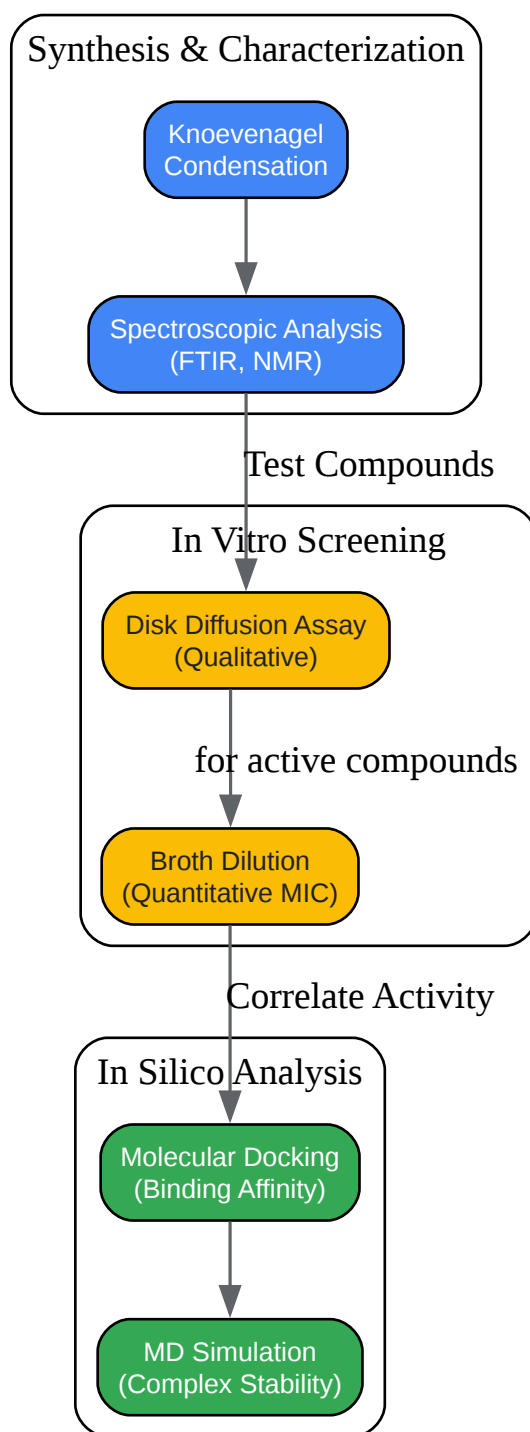 Synthesis & Characterization
Knoevenagel
Condensation
Spectroscopic Analysis
(FTIR, NMR)
Test Compounds
In Vitro Screening
Disk Diffusion Assay
(Qualitative)
for active compounds
Broth Dilution
(Quantitative MIC)
Correlate Activity
In Silico Analysis
Molecular Docking
(Binding Affinity)
MD Simulation
(Complex Stability)